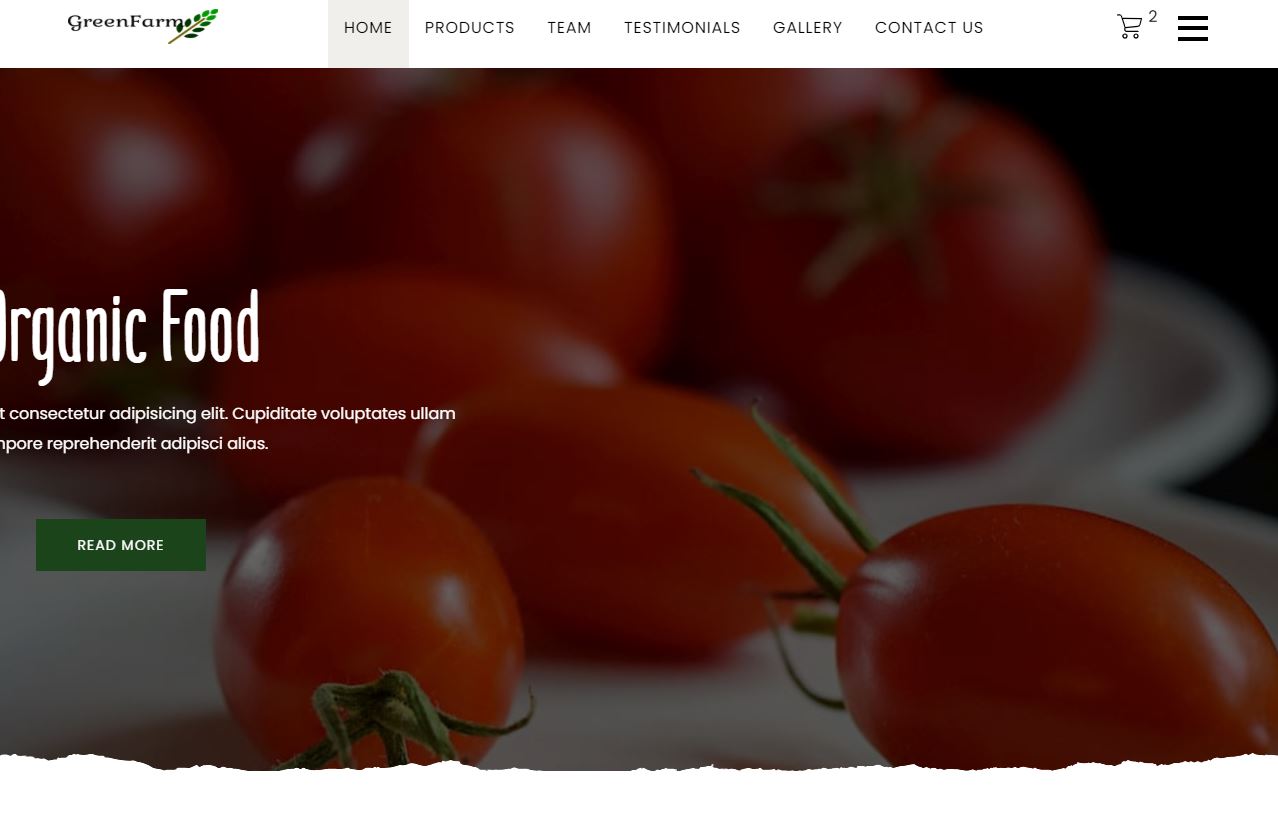 GreenFarm
HOME PRODUCTS TEAM TESTIMONIALS GALLERY CONTACT US
2
Organic Food
t consectetur adipisicing elit. Cupiditate voluptates ullam
reprehenderit adipisci alias.
READ MORE